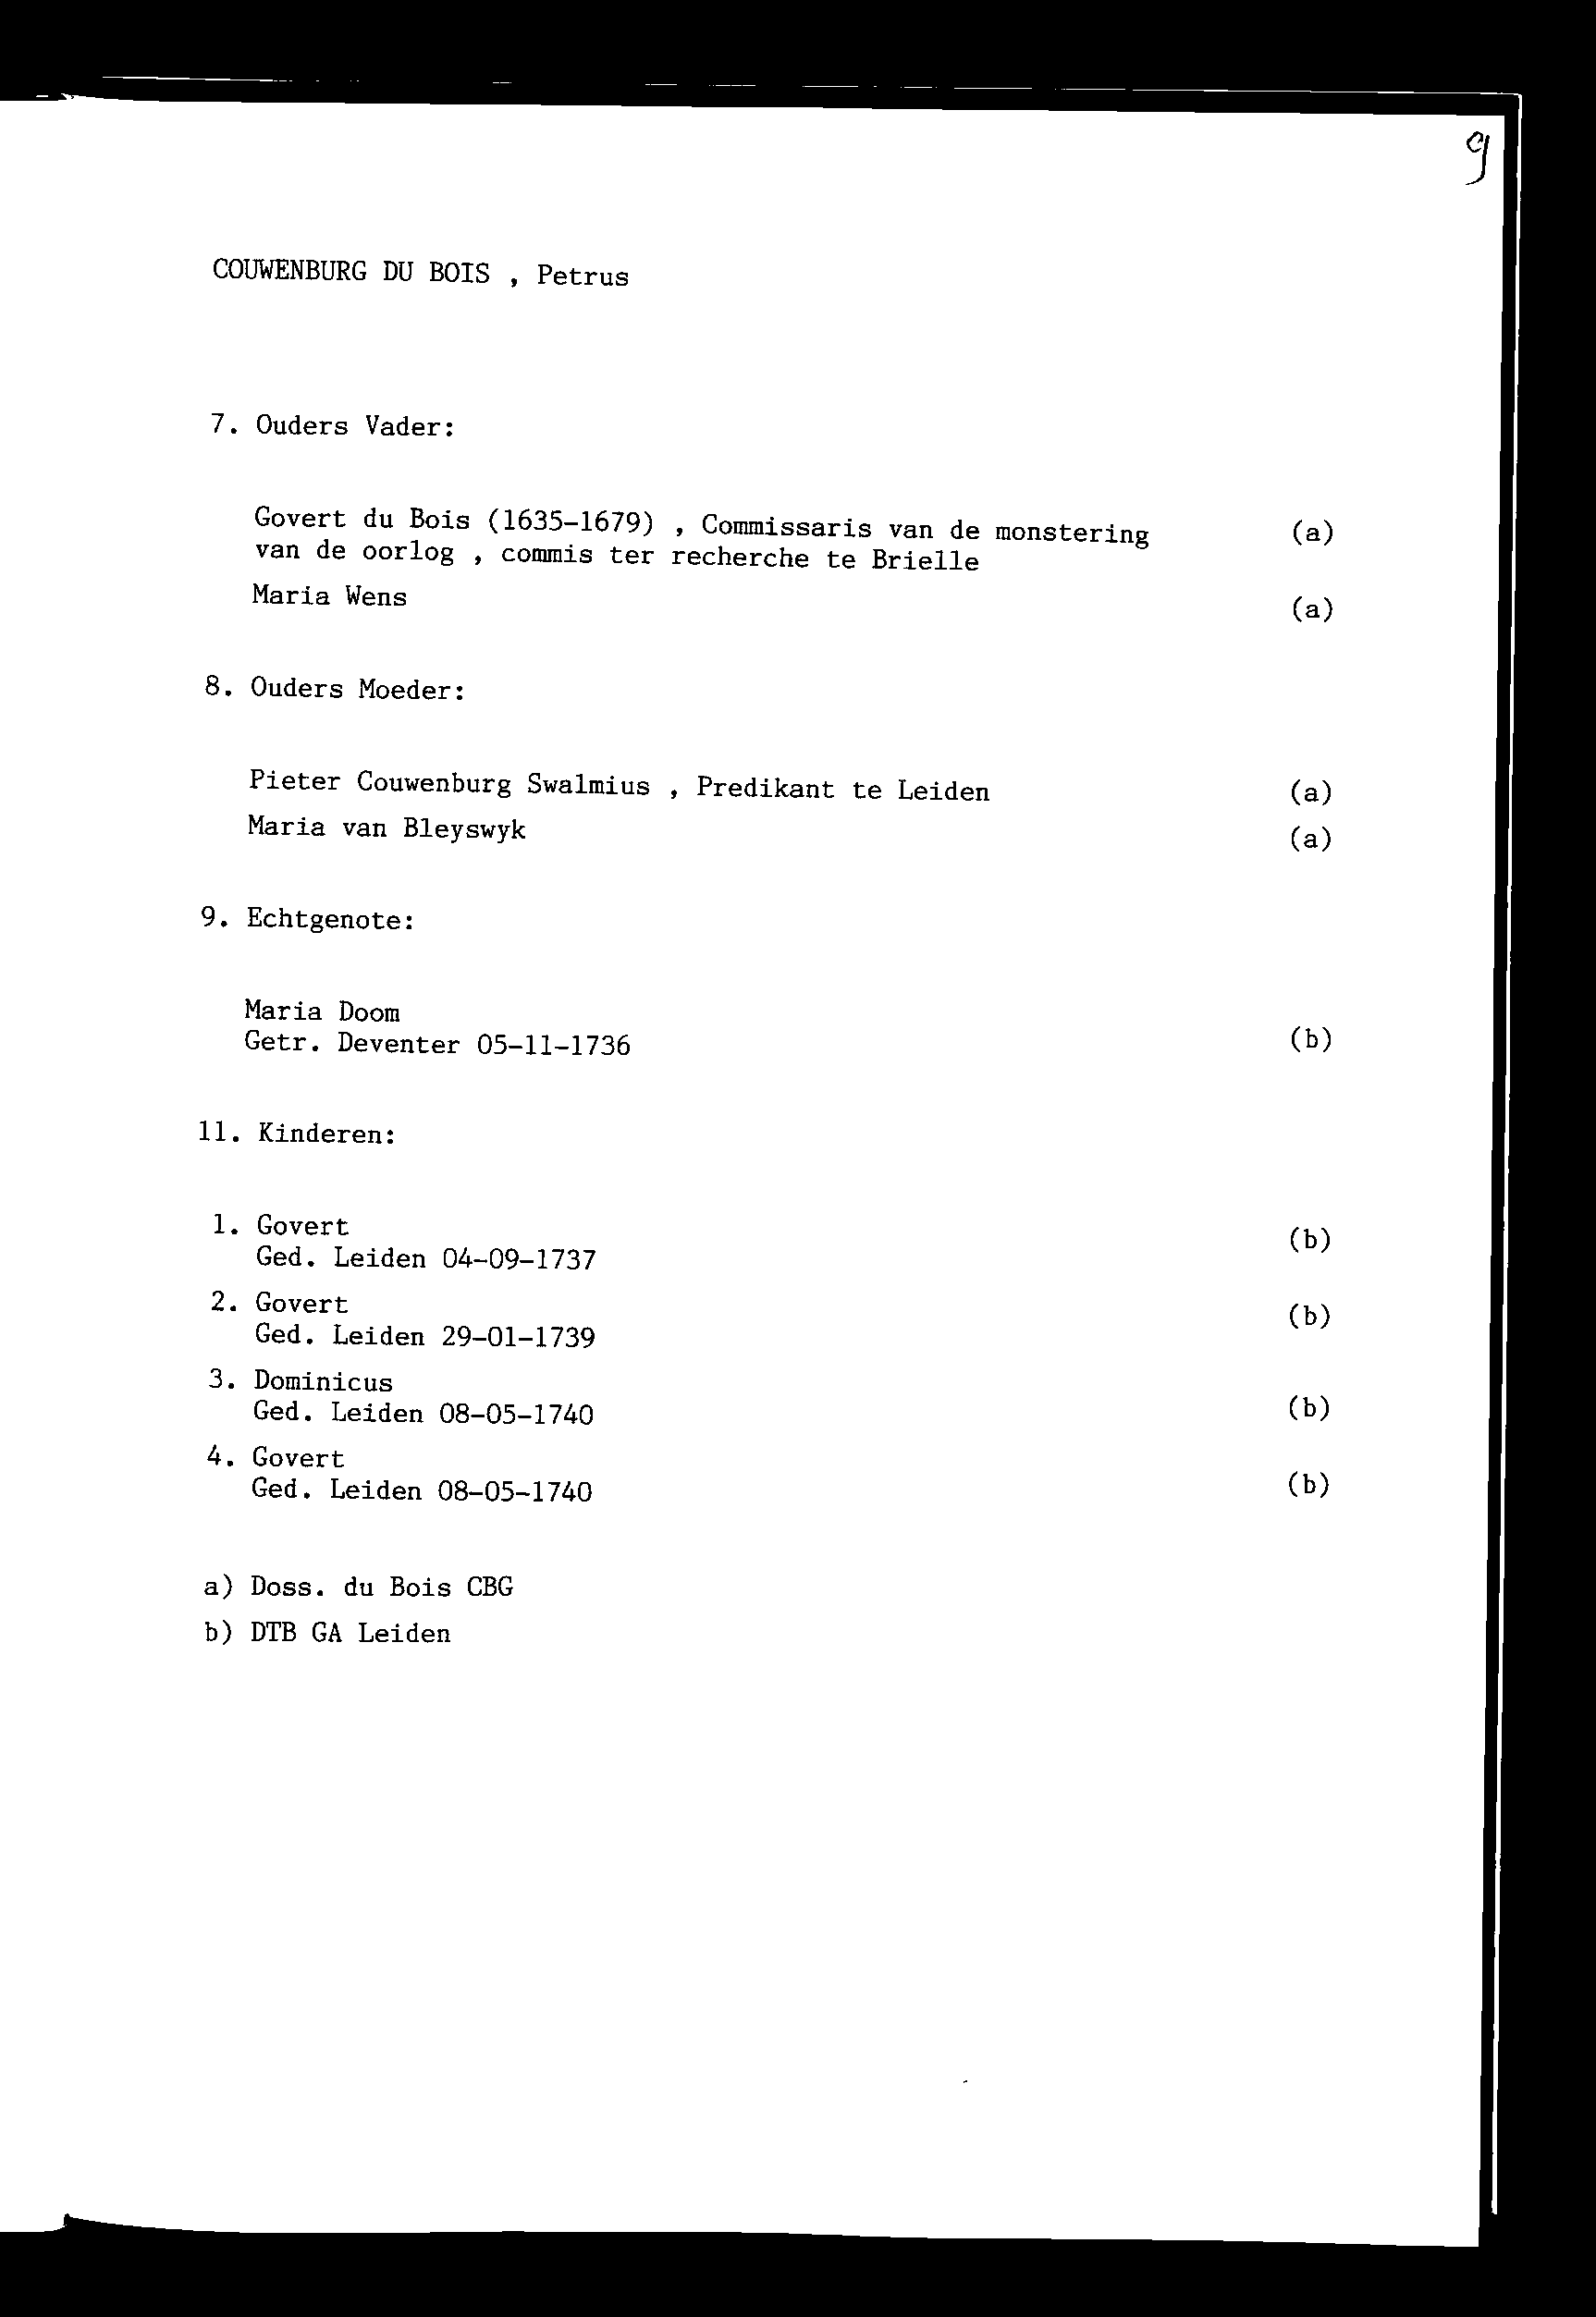 9
COUWENBURG DU BOIS , Petrus
7. Ouders Vader:
Govert du Bois (1635-1679) , Commissaris van de monstering (a)
van de oorlog , commis ter recherche te Brielle
Maria Wens (a)
8. Ouders Moeder:
Pieter Couwenburg Swalmius , Predikant te Leiden (a)
Maria van Bleyswyk (a)
9. Echtgenote:
Maria Doom
Getr. Deventer 05-11-1736 (b)
11. Kinderen:
1. Govert (b)
Ged. Leiden 04-09-1737
2. Govert (b)
Ged. Leiden 29-01-1739
3. Dominicus
Ged. Leiden 08-05-1740 (b)
4. Govert
Ged. Leiden 08-05-1740 (b)
a) Doss. du Bois CBG
b) DTB GA Leiden